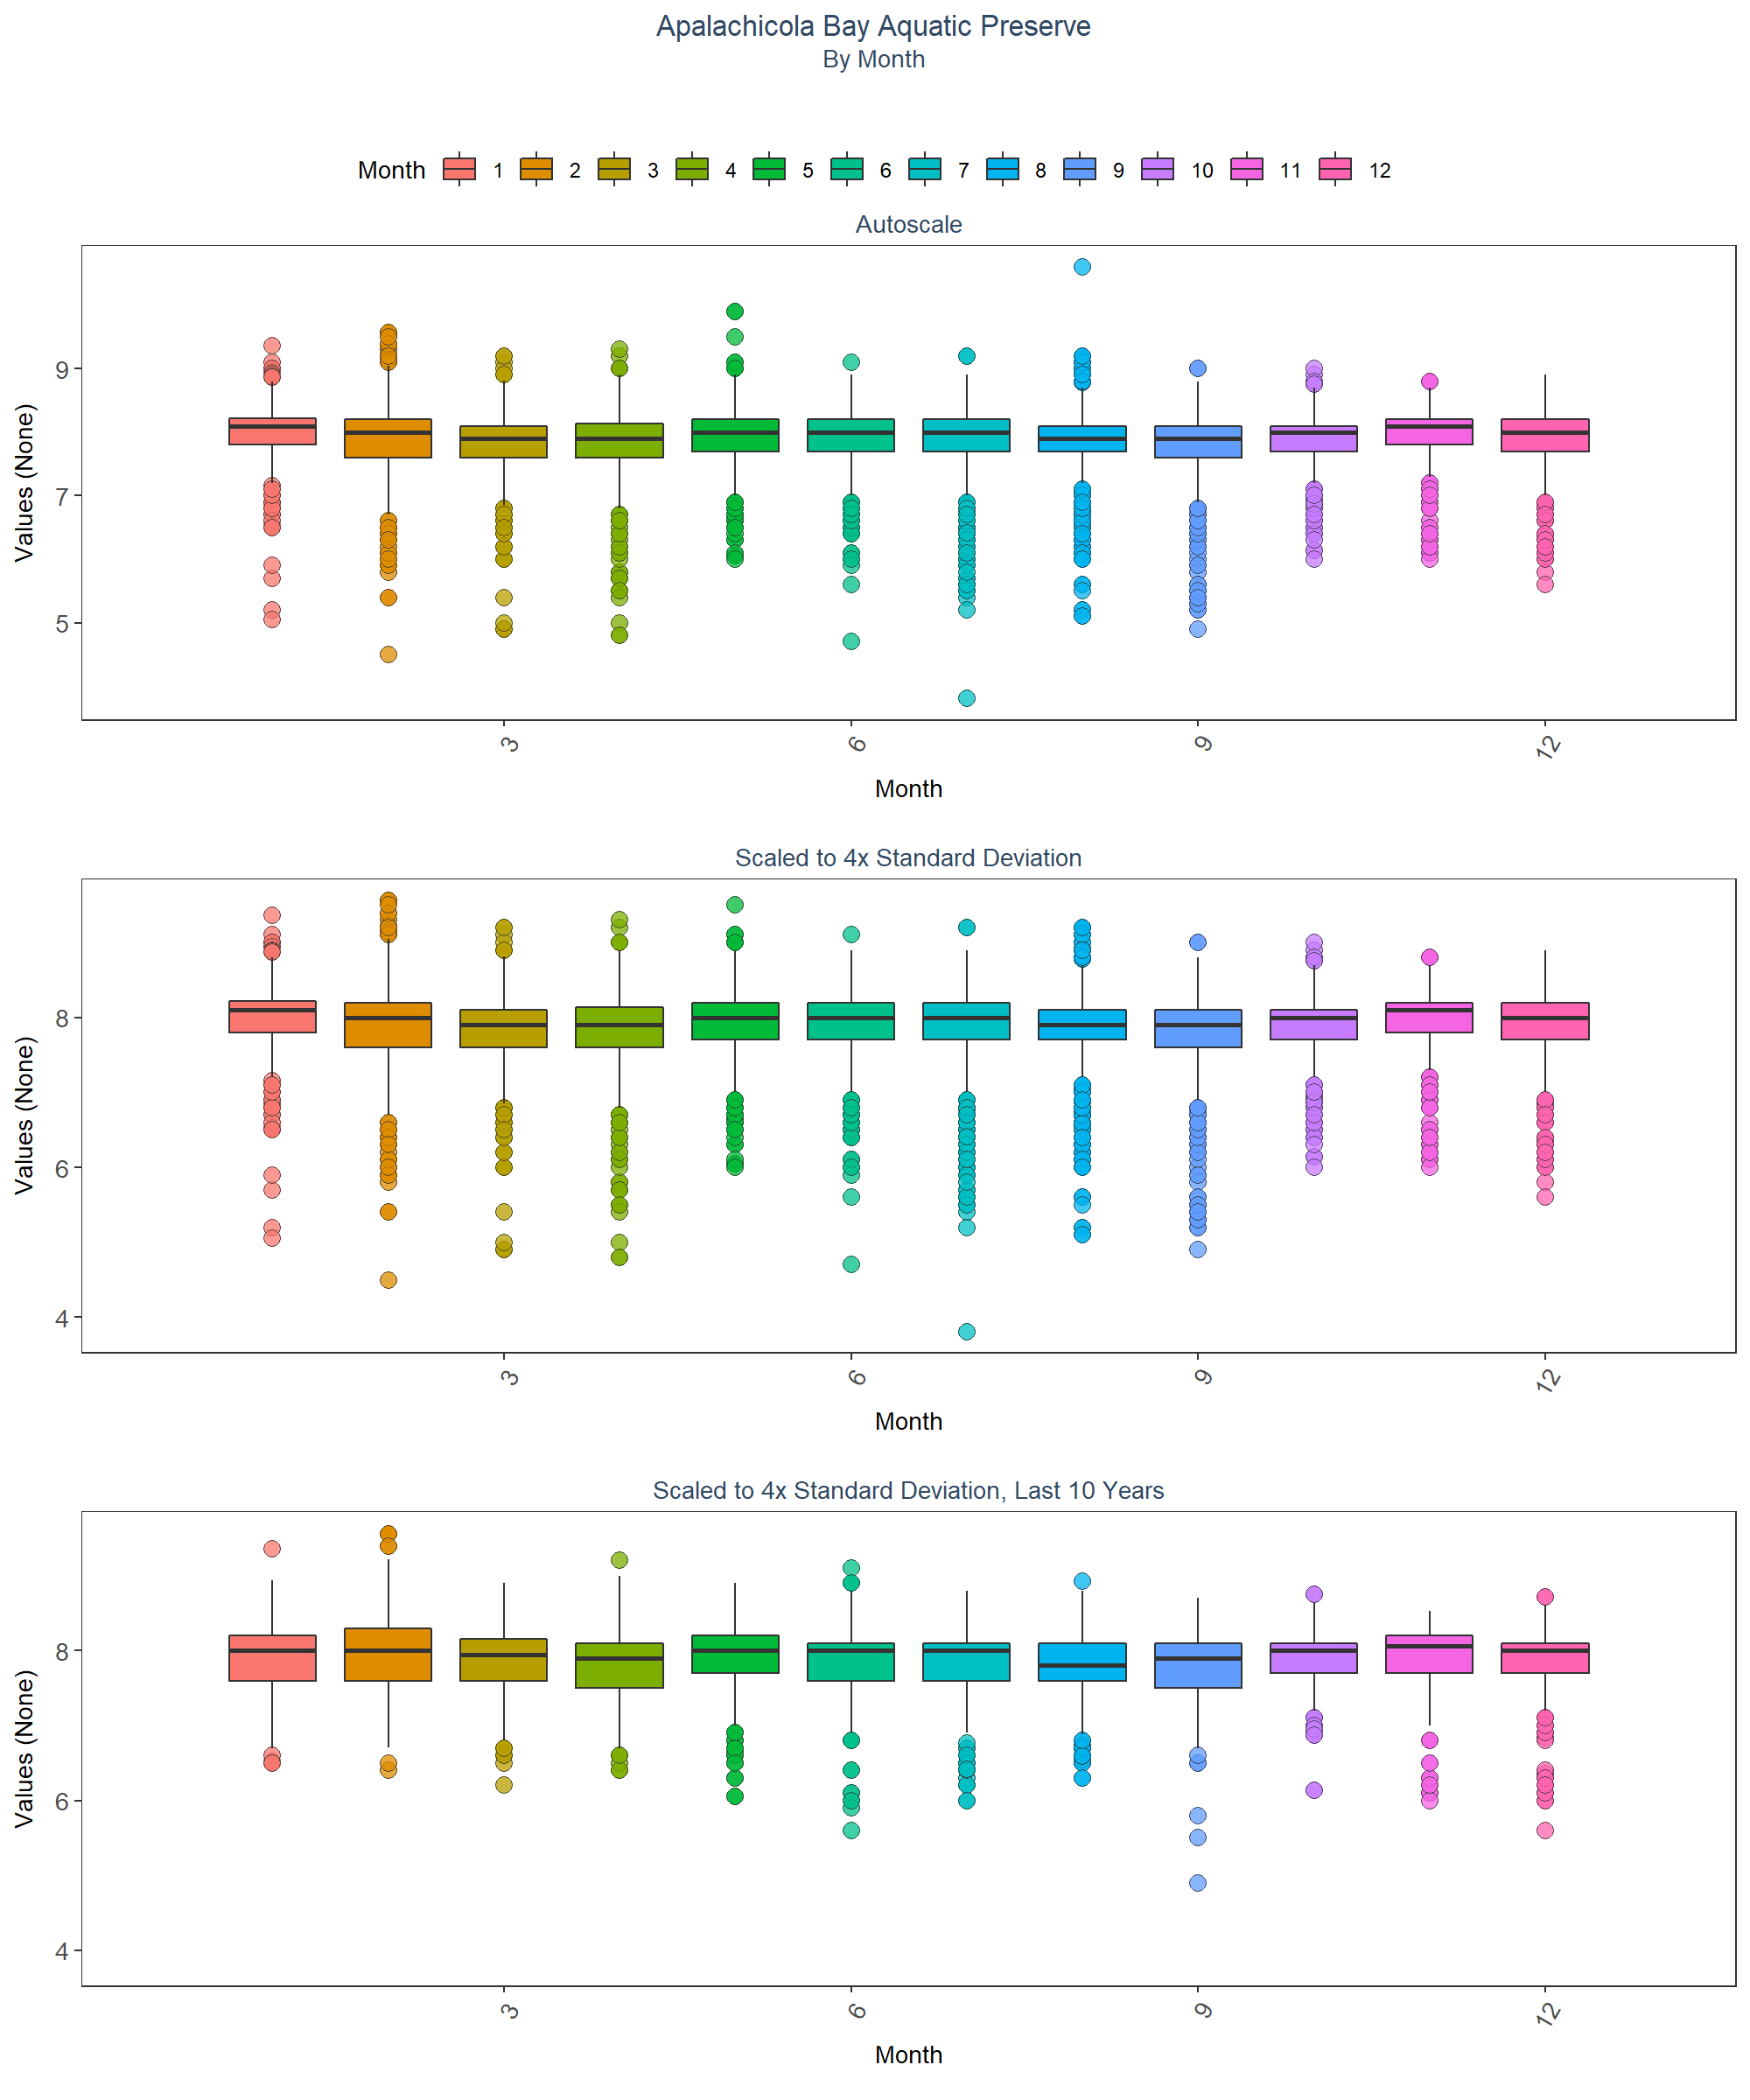 Apalachicola Bay Aquatic Preserve
By Month
Month 1 2 3 4 5 6 7 8 9 10 11 12
Autoscale
Values (None)
9
7
5
3 6 9 12
Month
Scaled to 4x Standard Deviation
Values (None)
8
6
4
3 6 9 12
Month
Scaled to 4x Standard Deviation, Last 10 Years
Values (None)
8
6
4
3 6 9 12
Month